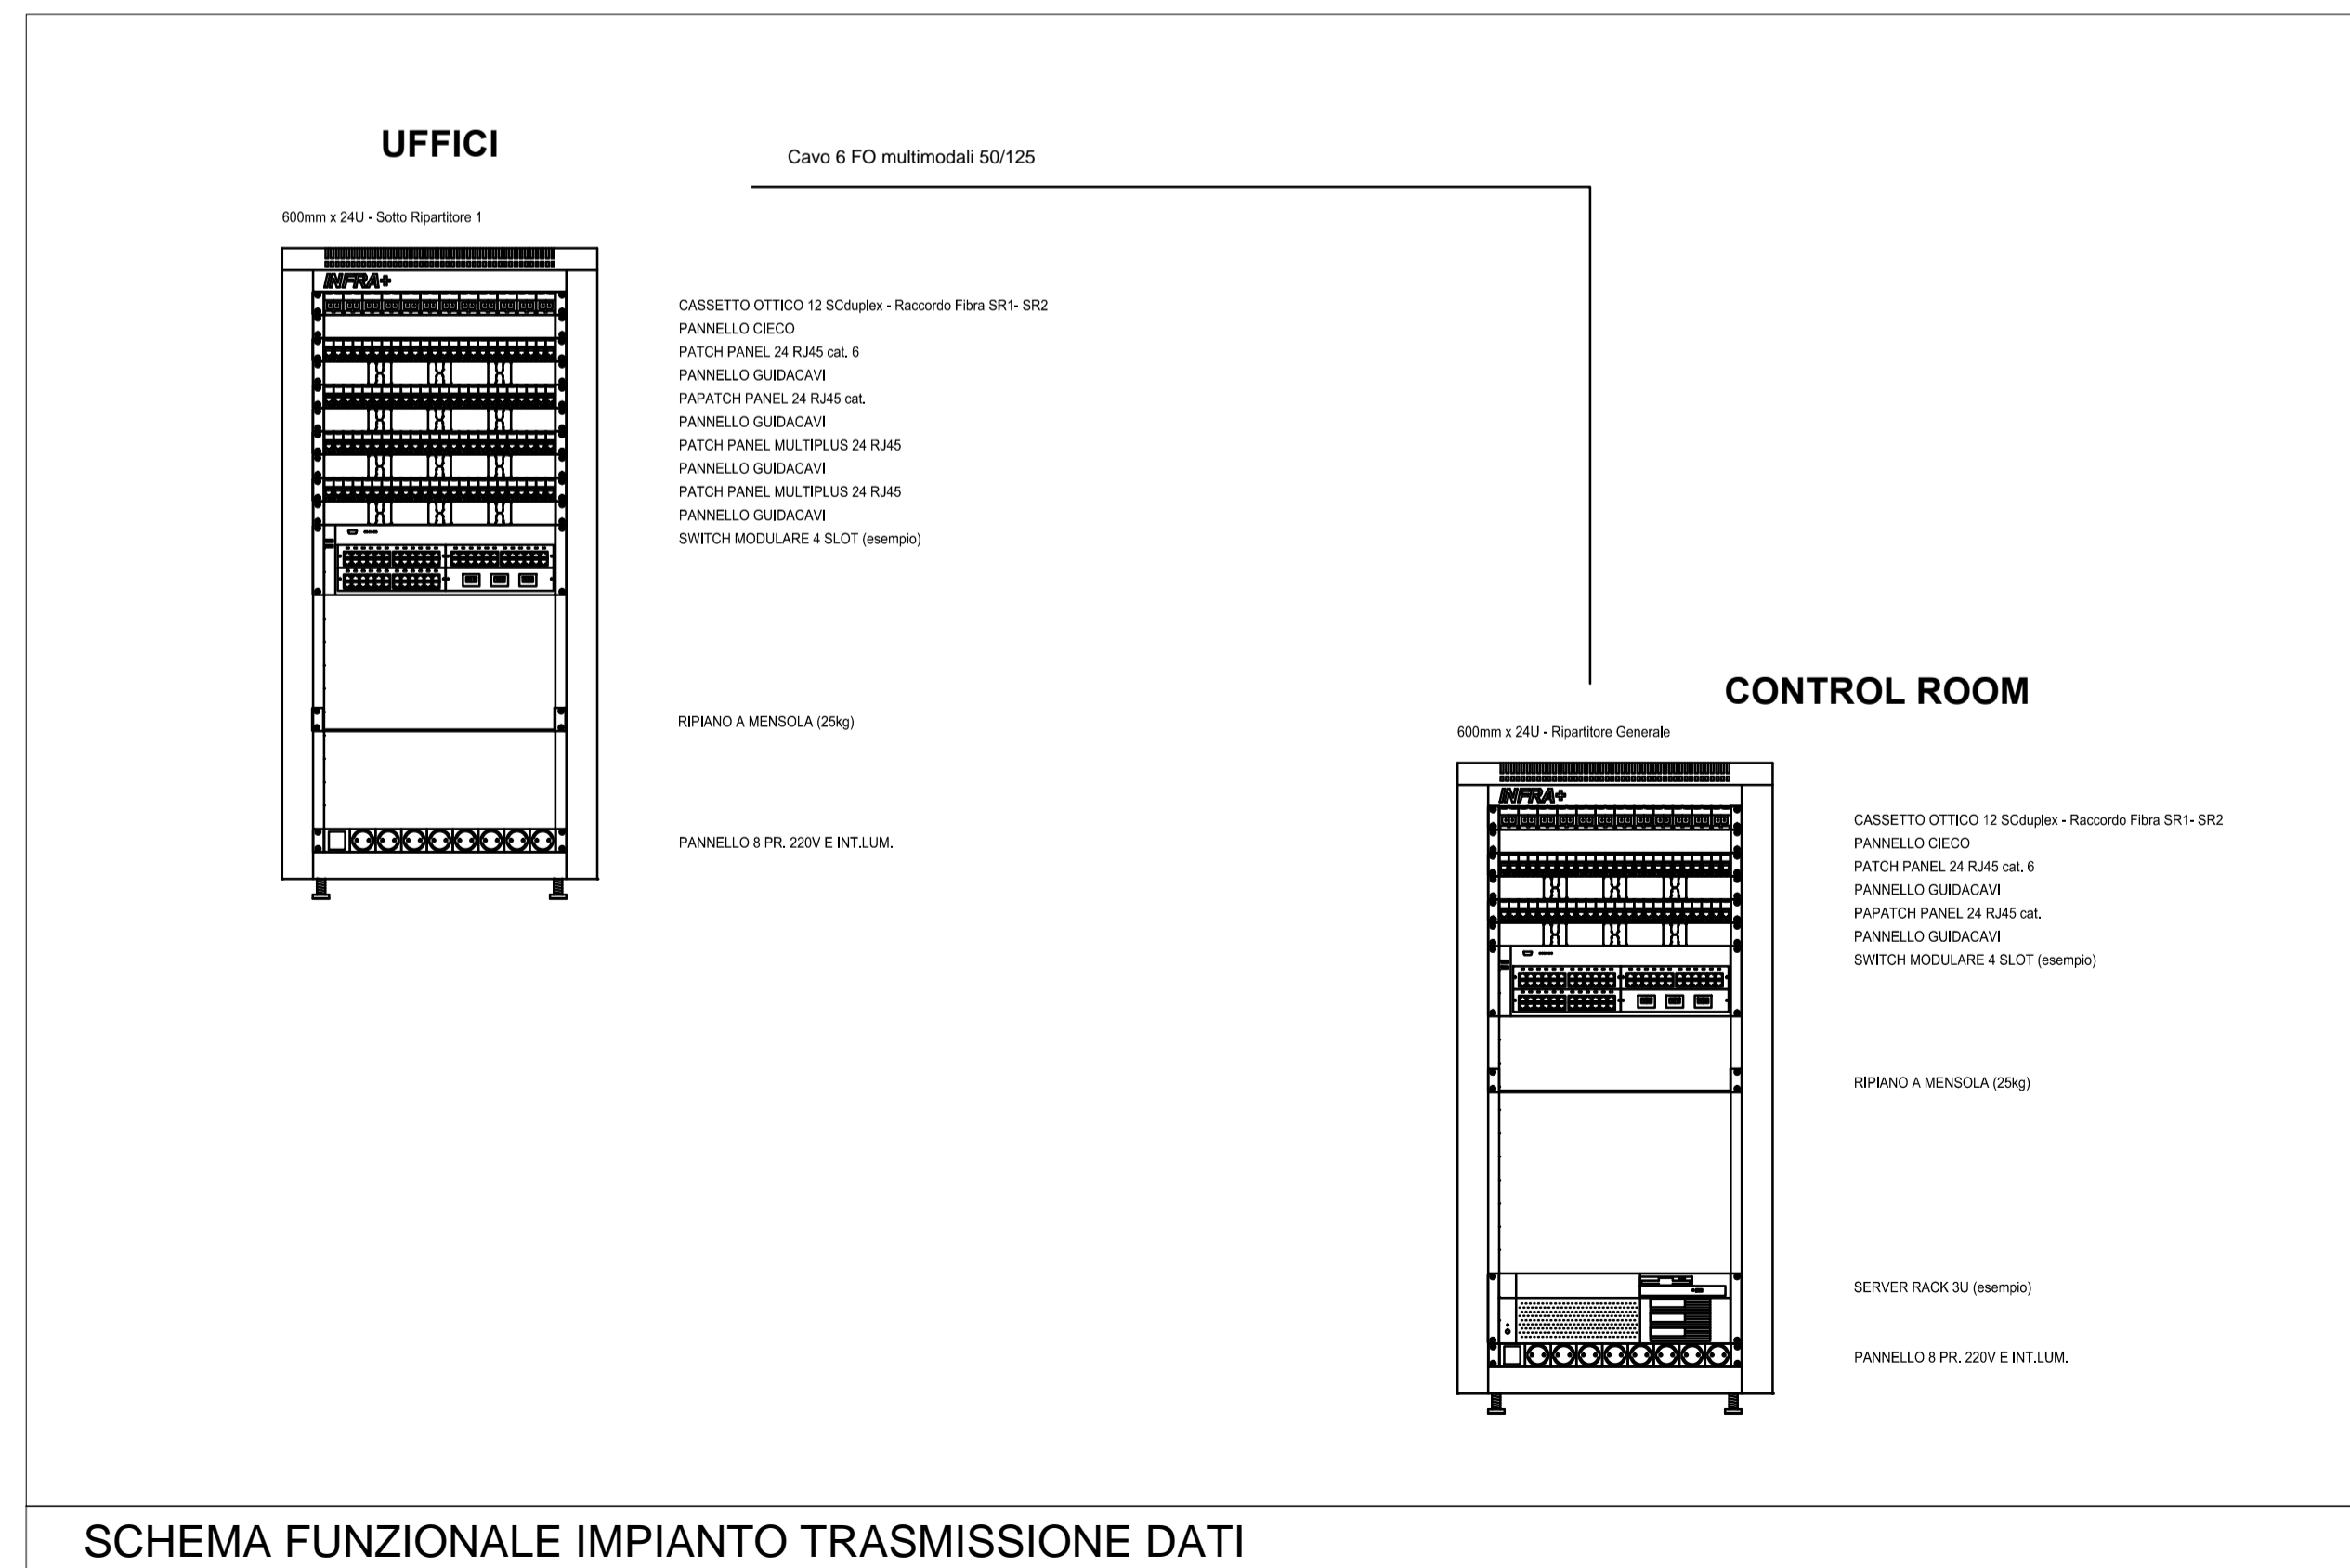 UFFICI
Cavo 6 FO multimodali 50/125
600mm x 24U - Sotto Ripartitore 1
INFRA+
CASSETTO OTTICO 12 SCduplex - Raccordo Fibra SR1- SR2
PANNELLO CIECO
PATCH PANEL 24 RJ45 cat. 6
PANNELLO GUIDACAVI
PAPATCH PANEL 24 RJ45 cat.
PANNELLO GUIDACAVI
PATCH PANEL MULTIPLUS 24 RJ45
PANNELLO GUIDACAVI
PATCH PANEL MULTIPLUS 24 RJ45
PANNELLO GUIDACAVI
SWITCH MODULARE 4 SLOT (esempio)
RIPIANO A MENSOLA (25kg)
PANNELLO 8 PR. 220V E INT.LUM.
CONTROL ROOM
600mm x 24U - Ripartitore Generale
INFRA+
CASSETTO OTTICO 12 SCduplex - Raccordo Fibra SR1- SR2
PANNELLO CIECO
PATCH PANEL 24 RJ45 cat. 6
PANNELLO GUIDACAVI
PAPATCH PANEL 24 RJ45 cat.
PANNELLO GUIDACAVI
SWITCH MODULARE 4 SLOT (esempio)
RIPIANO A MENSOLA (25kg)
SERVER RACK 3U (esempio)
PANNELLO 8 PR. 220V E INT.LUM.
SCHEMA FUNZIONALE IMPIANTO TRASMISSIONE DATI